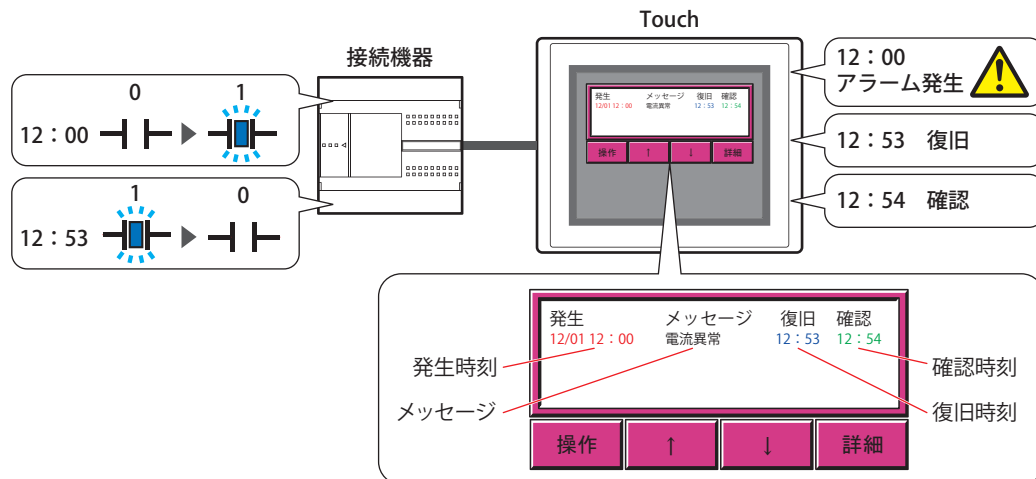 Touch
接続機器
0 1
12：00
1 0
12：53
12：00
アラーム発生
12：53 復旧
12：54 確認
発生 メッセージ 復旧 確認
12/01 12：00 電流異常 12：53 12：54
操作 ↑ ↓ 詳細
発生 メッセージ 復旧 確認
12/01 12：00 電流異常 12：53 12：54
発生時刻
確認時刻
メッセージ
復旧時刻
操作 ↑ ↓ 詳細